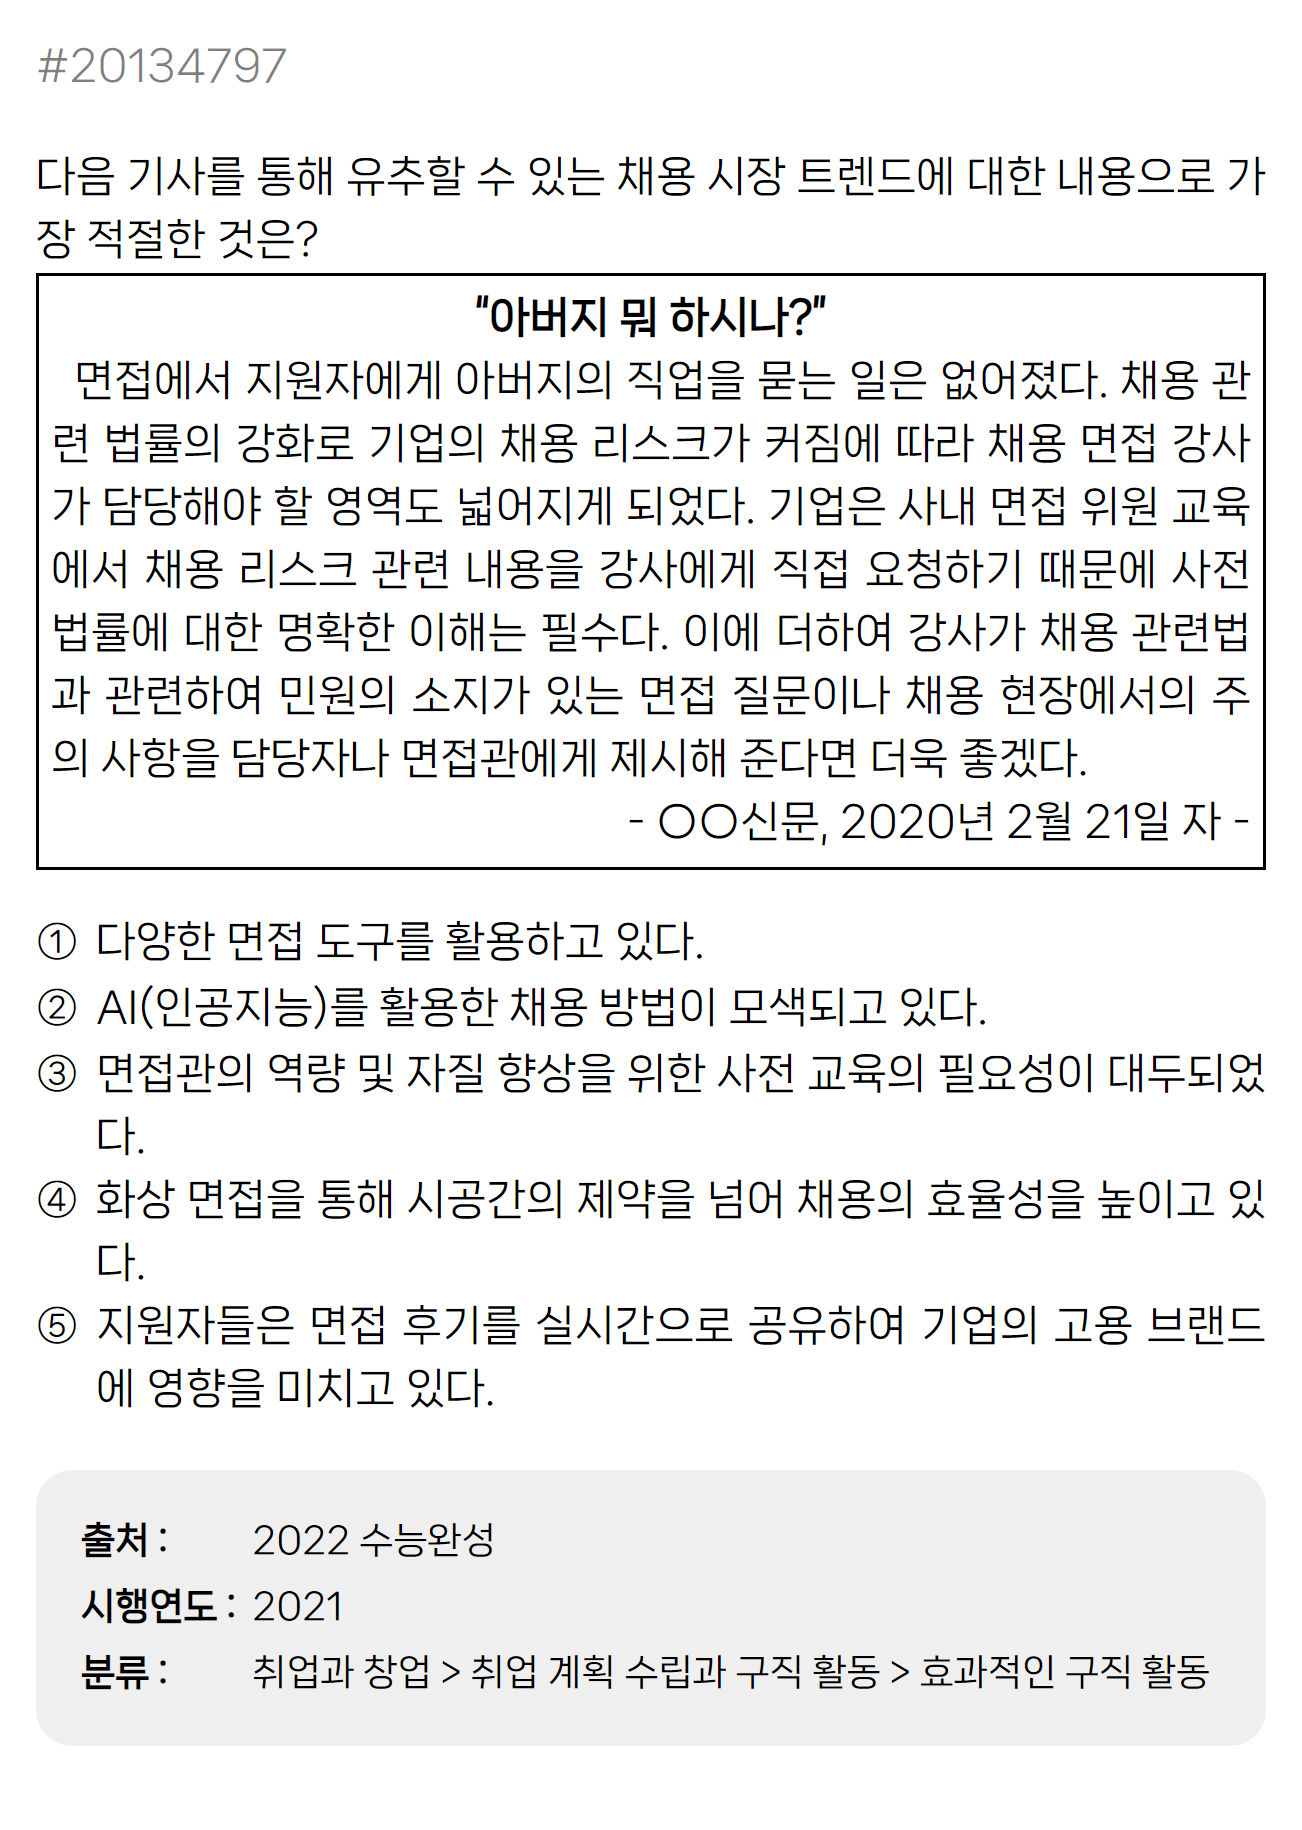 #20134797
다음 기사를 통해 유추할 수 있는 채용 시장 트렌드에 대한 내용으로 가
장 적절한 것은?
"아버지 뭐 하시나?"
면접에서 지원자에게 아버지의 직업을 묻는 일은 없어졌다. 채용 관
련 법률의 강화로 기업의 채용 리스크가 커짐에 따라 채용 면접 강사
가 담당해야 할 영역도 넓어지게 되었다. 기업은 사내 면접 위원 교육
에서 채용 리스크 관련 내용을 강사에게 직접 요청하기 때문에 사전
법률에 대한 명확한 이해는 필수다. 이에 더하여 강사가 채용 관련법
과 관련하여 민원의 소지가 있는 면접 질문이나 채용 현장에서의 주
의 사항을 담당자나 면접관에게 제시해 준다면 더욱 좋겠다.
- 〇〇신문, 2020년 2월 21일 자 -
① 다양한 면접 도구를 활용하고 있다.
② AI(인공지능)를 활용한 채용 방법이 모색되고 있다.
③ 면접관의 역량 및 자질 향상을 위한 사전 교육의 필요성이 대두되었
다.
④ 화상 면접을 통해 시공간의 제약을 넘어 채용의 효율성을 높이고 있
다.
⑤ 지원자들은 면접 후기를 실시간으로 공유하여 기업의 고용 브랜드
에 영향을 미치고 있다.
출처 : 2022 수능완성
시행연도 : 2021
분류 : 취업과 창업 > 취업 계획 수립과 구직 활동 > 효과적인 구직 활동